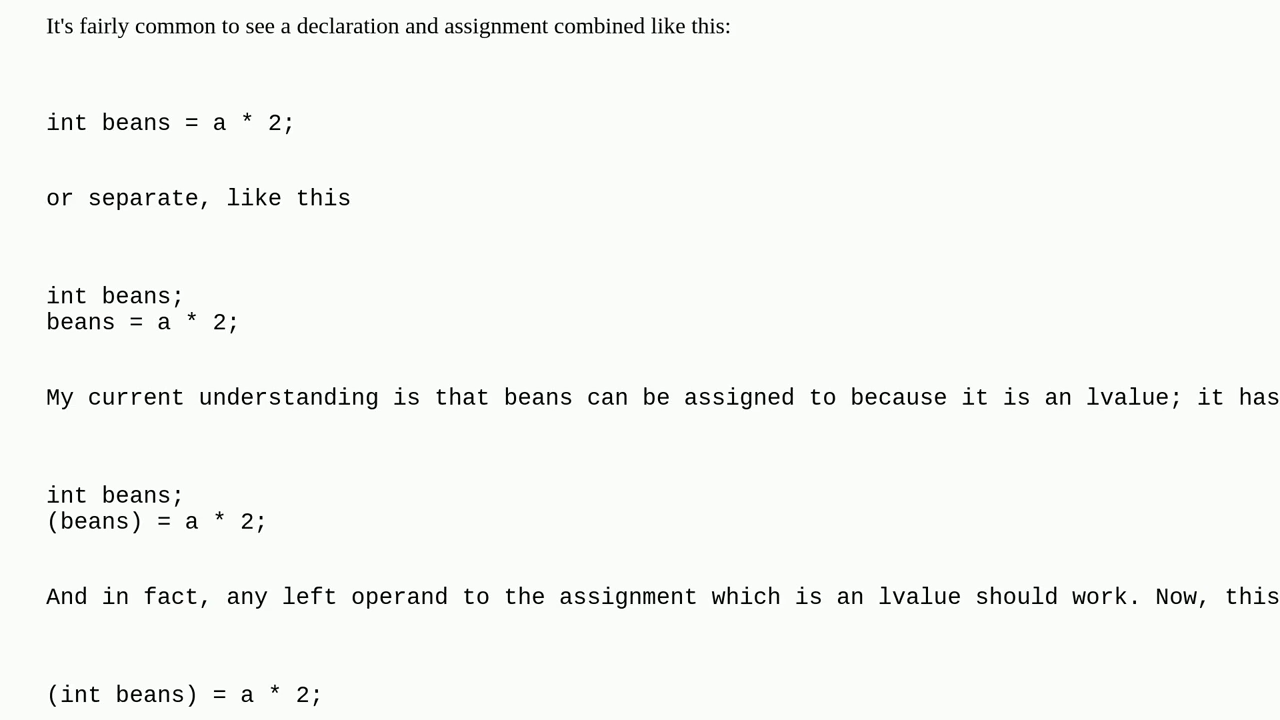 It's fairly common to see a declaration and assignment combined like this:
int beans = a * 2;
or separate, like this
int beans;
beans = a * 2;
My current understanding is that beans can be assigned to because it is an lvalue; it has
int beans;
(beans) = a * 2;
And in fact, any left operand to the assignment which is an lvalue should work. Now, this
(int beans) = a * 2;